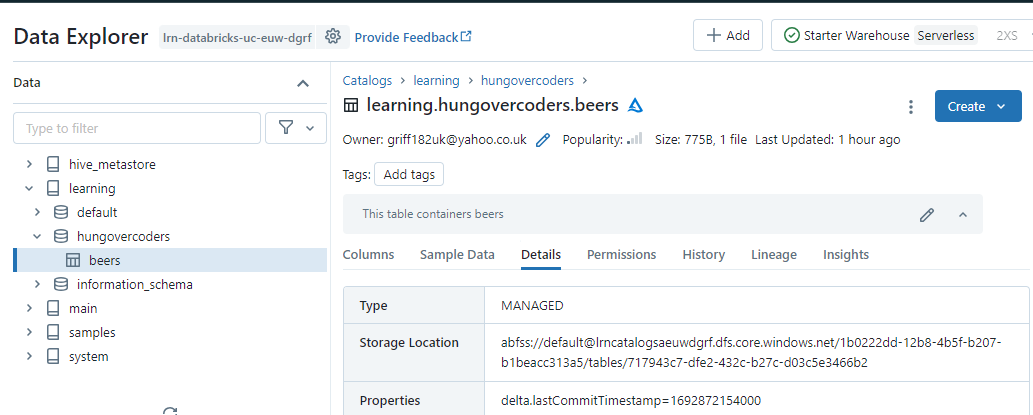 Data Explorer lrn-databricks-uc-euw-dgrf Provide Feedback
Add
Starter Warehouse Serverless 2XS
Data
Type to filter
hive_metastore
learning
default
hungovercoders
beers
information_schema
main
samples
system
Catalogs > learning > hungovercoders >
learning.hungovercoders.beers
Create
Owner: griff182uk@yahoo.co.uk Popularity: Size: 775B, 1 file Last Updated: 1 hour ago
Tags: Add tags
This table containers beers
Columns Sample Data Details Permissions History Lineage Insights
Type MANAGED
Storage Location abfss://default@lrncatalogsaeuwdgrf.dfs.core.windows.net/1b0222dd-12b8-4b5f-b207-
b1beacc313a5/tables/717943c7-dfe2-432c-b27c-d03c5e3466b2
Properties delta.lastCommitTimestamp=1692872154000